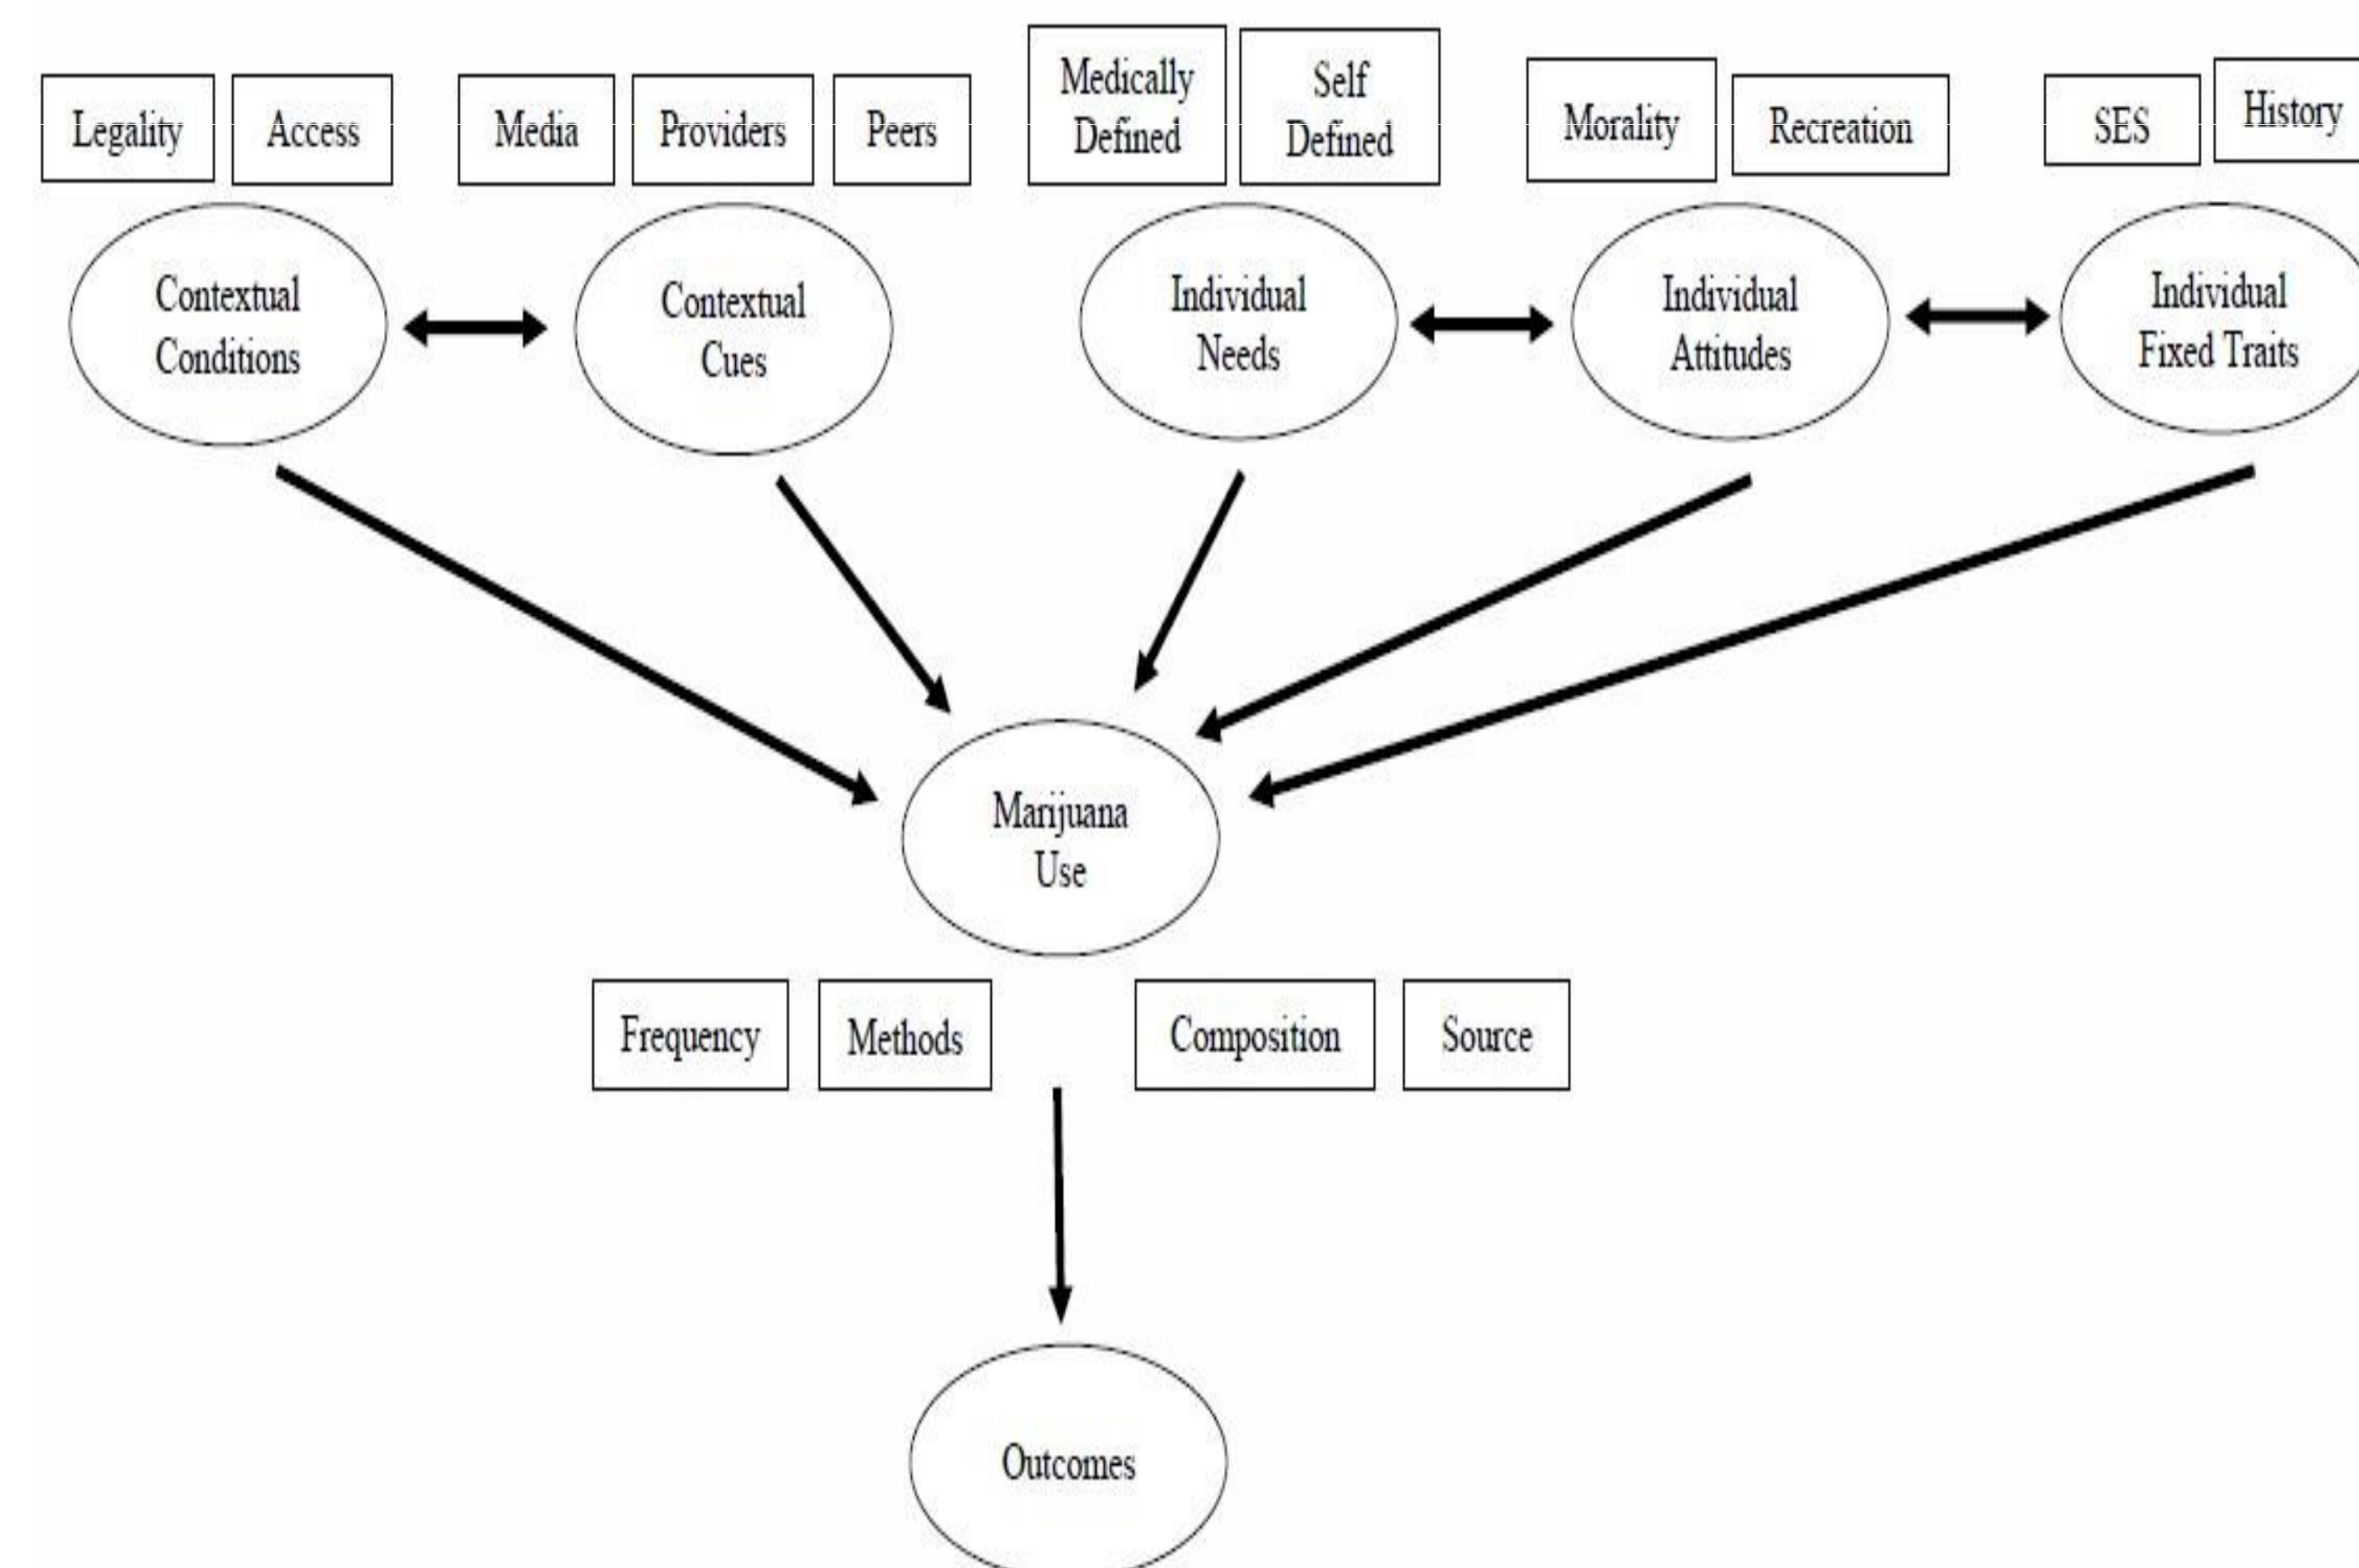 Legality
Access
Media
Providers
Peers
Medically
Defined
Self
Defined
Morality
Recreation
SES
History
Contextual
Conditions
Contextual
Cues
Individual
Needs
Individual
Attitudes
Individual
Fixed Traits
Marijuana
Use
Frequency
Methods
Composition
Source
Outcomes